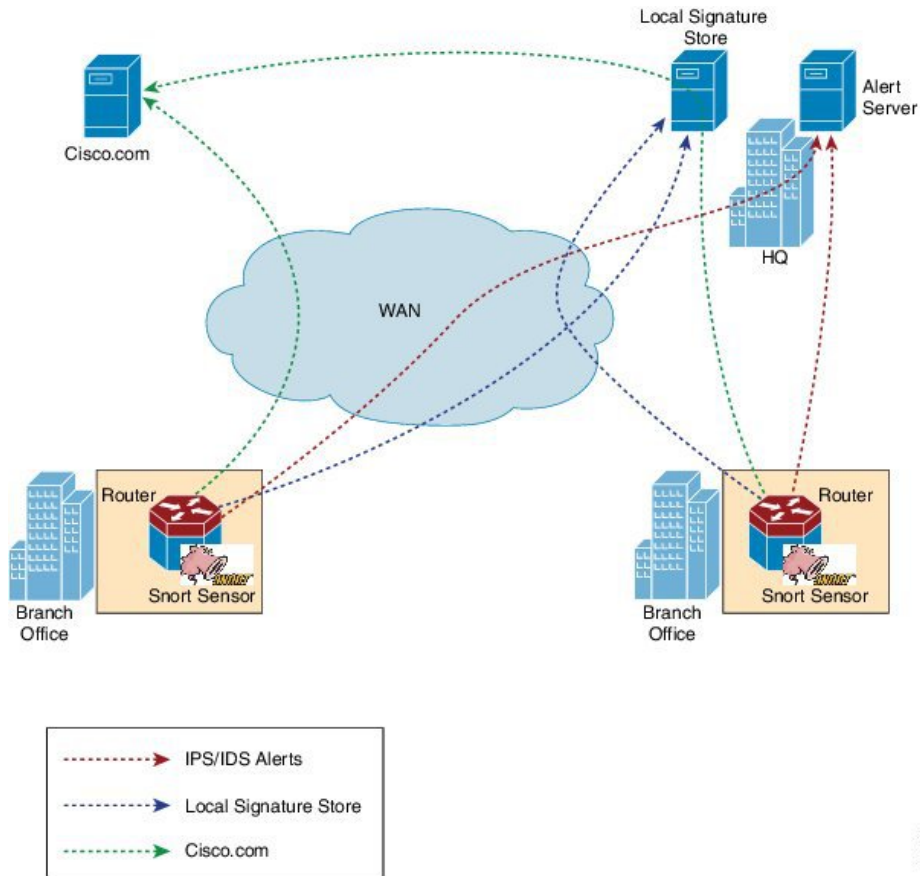 Local Signature
Store
Alert
Server
Cisco.com
HQ
WAN
Router
Snort Sensor
Branch
Office
Router
Snort Sensor
Branch
Office
IPS/IDS Alerts
Local Signature Store
Cisco.com